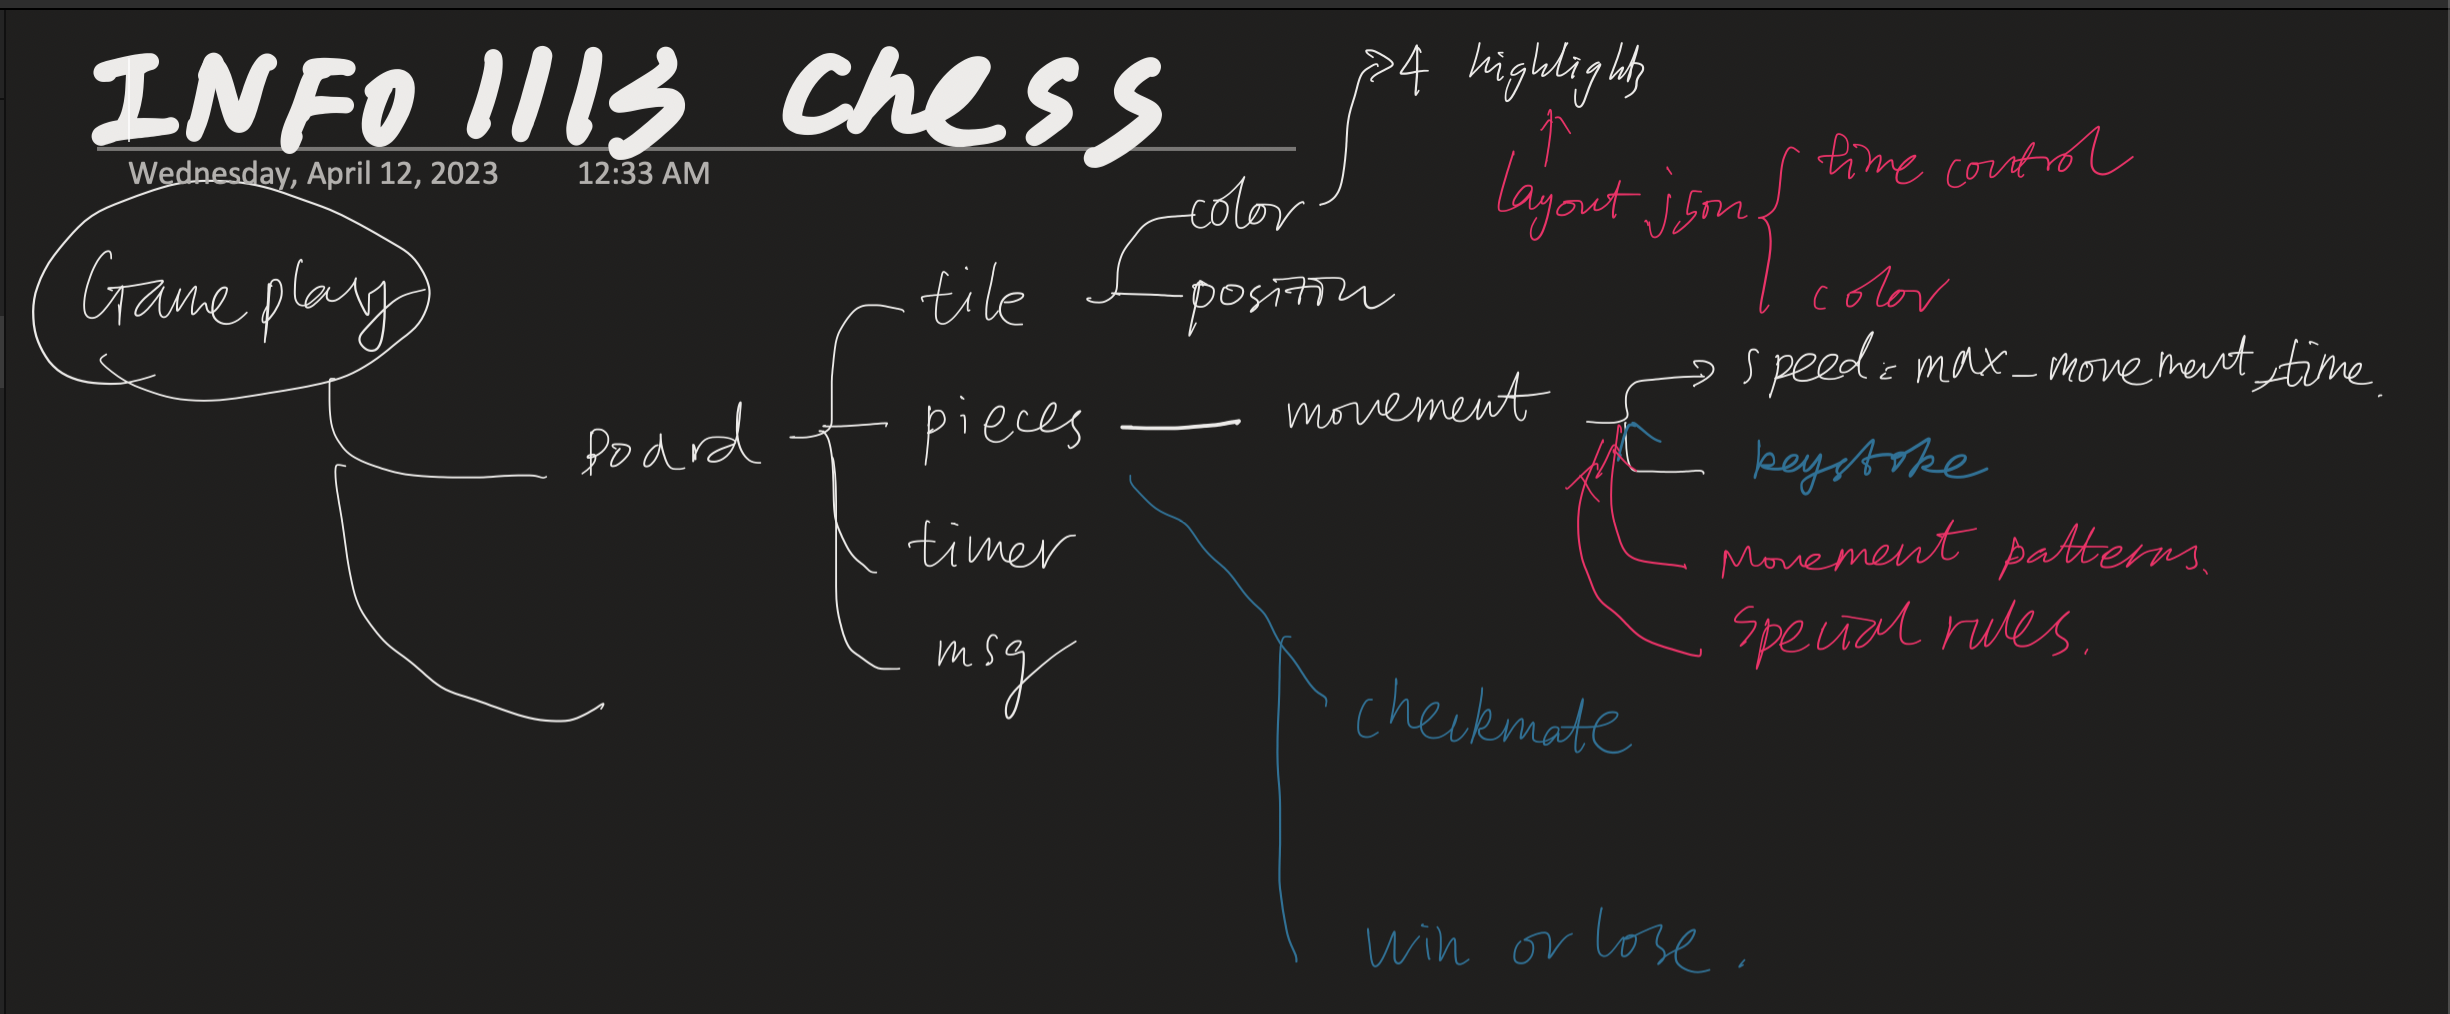 INFO 1113 Chess
Wednesday, April 12, 2023 12:33 AM
Gameplay
Board
tile
color
4 highlights
layout.json
time control
color
position
pieces
movement
speed: max_movement_time.
keystoke
Movement patterns.
Special rules.
timer
msg
checkmate
win or lose.